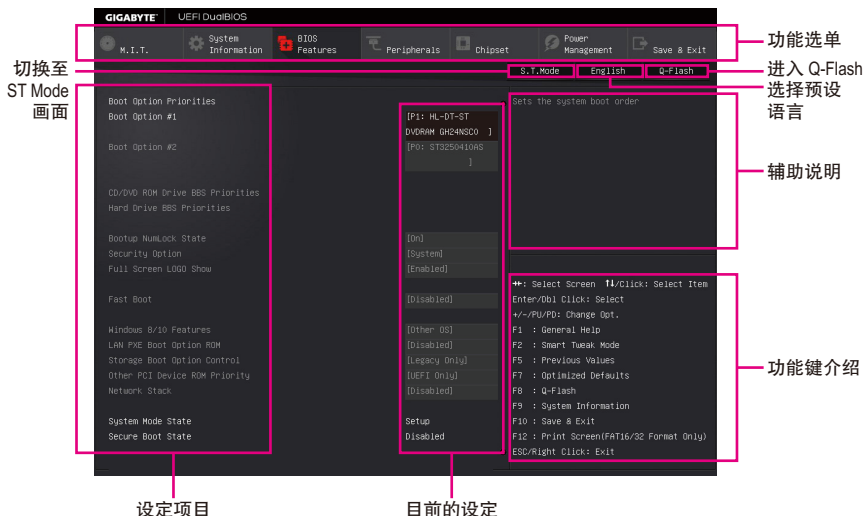 GIGABYTE™ UEFI DualBIOS
M.I.T.
System Information
BIOS Features
Peripherals
Chipset
Power Management
Save & Exit
功能选单
切换至
ST Mode
画面
S.T.Mode English Q-Flash
进入 Q-Flash
选择预设
语言
Boot Option Priorities
Boot Option #1 [P1: HL-DT-ST
DVDRAM GH24NSC0 ]
Boot Option #2 [P0: ST3250410AS
]
CD/DVD ROM Drive BBS Priorities
Hard Drive BBS Priorities
Bootup NumLock State [On]
Security Option [System]
Full Screen LOGO Show [Enabled]
Fast Boot [Disabled]
Windows 8/10 Features [Other OS]
LAN PXE Boot Option ROM [Disabled]
Storage Boot Option Control [Legacy Only]
Other PCI Device ROM Priority [UEFI Only]
Network Stack [Disabled]
System Mode State Setup
Secure Boot State Disabled
Sets the system boot order
辅助说明
→←: Select Screen ↑↓/Click: Select Item
Enter/Dbl Click: Select
+/-/PU/PD: Change Opt.
F1 : General Help
F2 : Smart Tweak Mode
F5 : Previous Values
F7 : Optimized Defaults
F8 : Q-Flash
F9 : System Information
F10 : Save & Exit
F12 : Print Screen(FAT16/32 Format Only)
ESC/Right Click: Exit
功能键介绍
设定项目
目前的设定